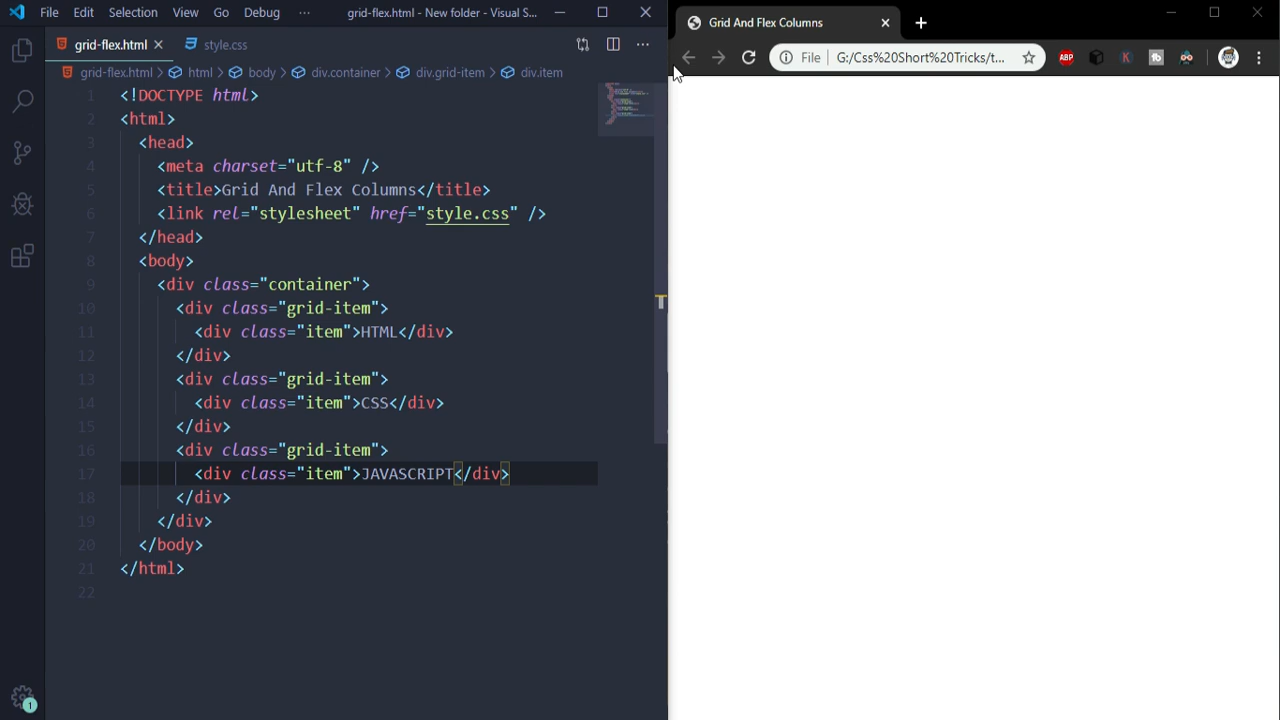 File Edit Selection View Go Debug ··· grid-flex.html - New folder - Visual S...
grid-flex.html style.css
grid-flex.html › html › body › div.container › div.grid-item › div.item
1 <!DOCTYPE html>
2 <html>
3 <head>
4 <meta charset="utf-8" />
5 <title>Grid And Flex Columns</title>
6 <link rel="stylesheet" href="style.css" />
7 </head>
8 <body>
9 <div class="container">
10 <div class="grid-item">
11 <div class="item">HTML</div>
12 </div>
13 <div class="grid-item">
14 <div class="item">CSS</div>
15 </div>
16 <div class="grid-item">
17 <div class="item">JAVASCRIPT</div>
18 </div>
19 </div>
20 </body>
21 </html>
22
1
Grid And Flex Columns
File G:/Css%20Short%20Tricks/t...
ABP K fb